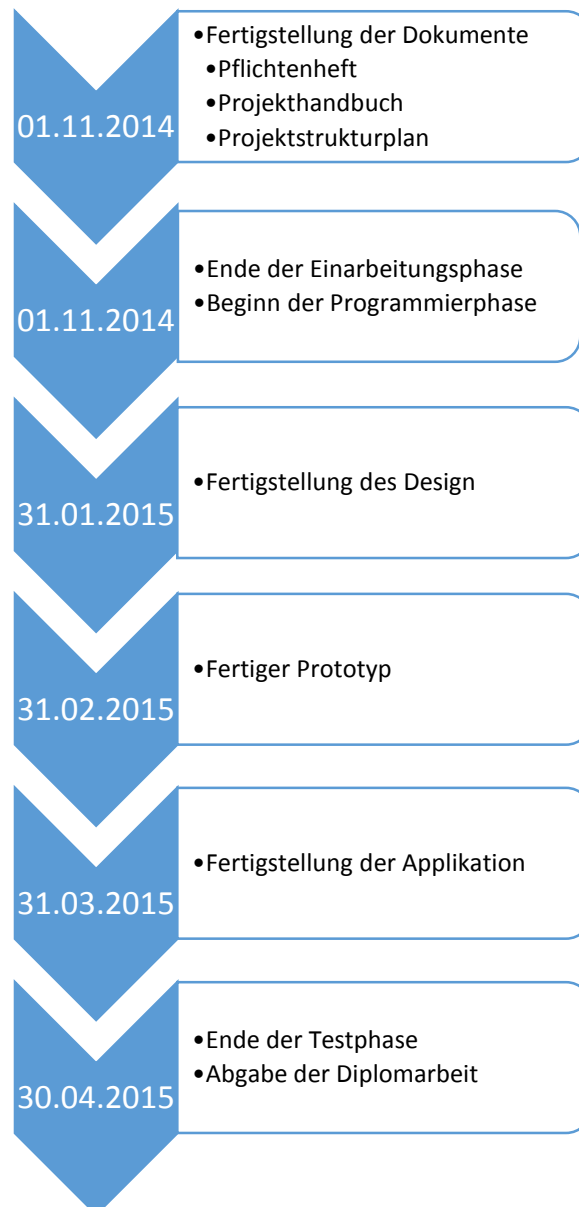 01.11.2014
•Fertigstellung der Dokumente
•Pflichtenheft
•Projekthandbuch
•Projektstrukturplan
01.11.2014
•Ende der Einarbeitungsphase
•Beginn der Programmierphase
31.01.2015
•Fertigstellung des Design
31.02.2015
•Fertiger Prototyp
31.03.2015
•Fertigstellung der Applikation
30.04.2015
•Ende der Testphase
•Abgabe der Diplomarbeit